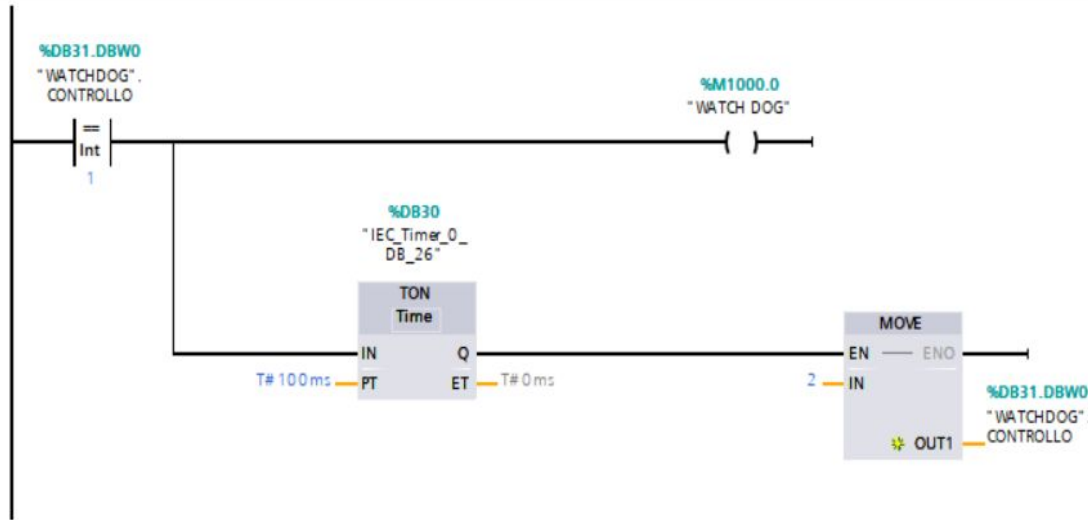 %DB31.DBW0
"WATCHDOG".
CONTROLLO
==
Int
1
%M1000.0
"WATCH DOG"
( )
%DB30
"IEC_Timer_0_
DB_26"
TON
Time
IN Q
T#100ms PT ET T#0ms
MOVE
EN ENO
2 IN
%DB31.DBW0
"WATCHDOG".
OUT1 CONTROLLO